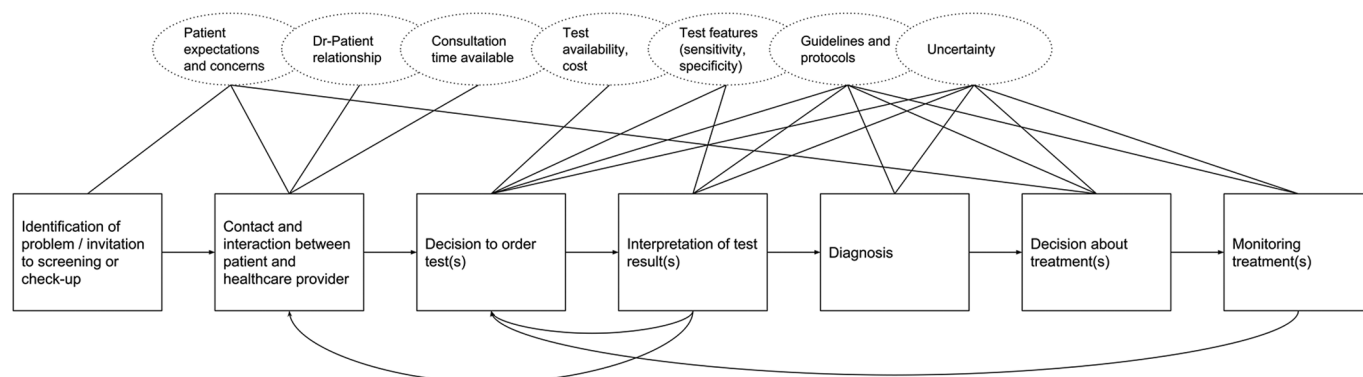 Patient
expectations
and concerns
Dr-Patient
relationship
Consultation
time available
Test
availability,
cost
Test features
(sensitivity,
specificity)
Guidelines and
protocols
Uncertainty
Identification of
problem / invitation
to screening or
check-up
Contact and
interaction between
patient and
healthcare provider
Decision to order
test(s)
Interpretation of test
result(s)
Diagnosis
Decision about
treatment(s)
Monitoring
treatment(s)